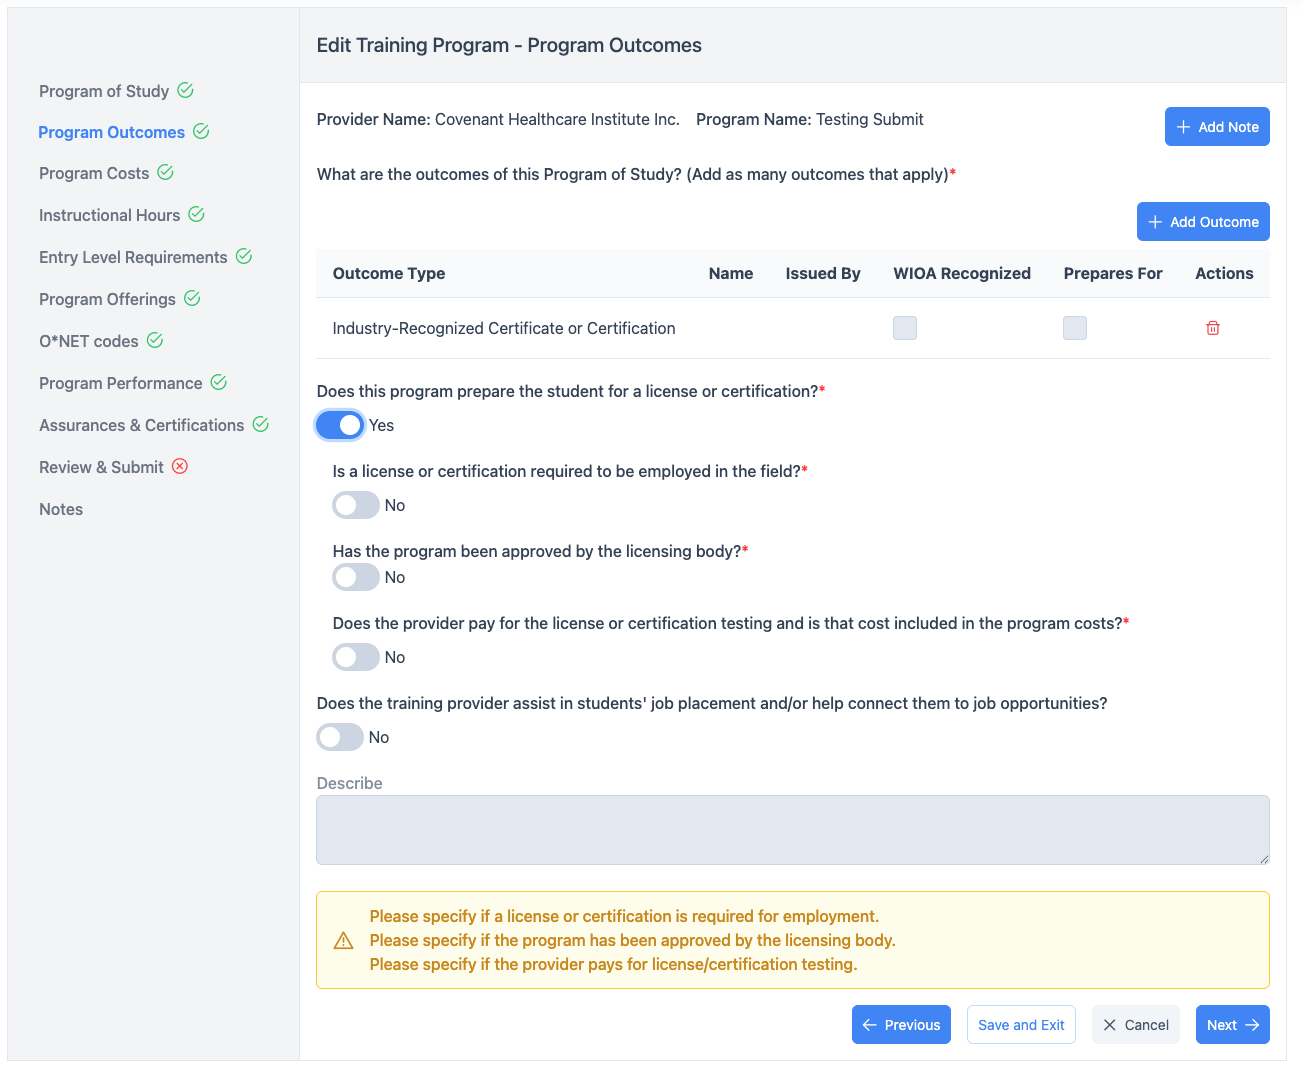 Edit Training Program - Program Outcomes
Program of Study
Program Outcomes
Program Costs
Instructional Hours
Entry Level Requirements
Program Offerings
O*NET codes
Program Performance
Assurances & Certifications
Review & Submit
Notes
Provider Name: Covenant Healthcare Institute Inc. Program Name: Testing Submit
Add Note
What are the outcomes of this Program of Study? (Add as many outcomes that apply)*
Add Outcome
Outcome Type Name Issued By WIOA Recognized Prepares For Actions
Industry-Recognized Certificate or Certification
Does this program prepare the student for a license or certification?*
Yes
Is a license or certification required to be employed in the field?*
No
Has the program been approved by the licensing body?*
No
Does the provider pay for the license or certification testing and is that cost included in the program costs?*
No
Does the training provider assist in students' job placement and/or help connect them to job opportunities?
No
Describe
Please specify if a license or certification is required for employment.
Please specify if the program has been approved by the licensing body.
Please specify if the provider pays for license/certification testing.
Previous Save and Exit Cancel Next